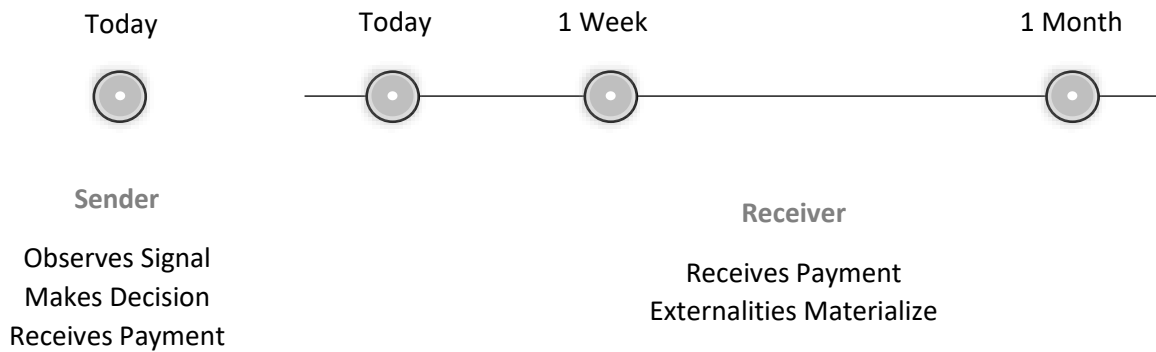 Today
Today
1 Week
1 Month
Sender
Observes Signal
Makes Decision
Receives Payment
Receiver
Receives Payment
Externalities Materialize